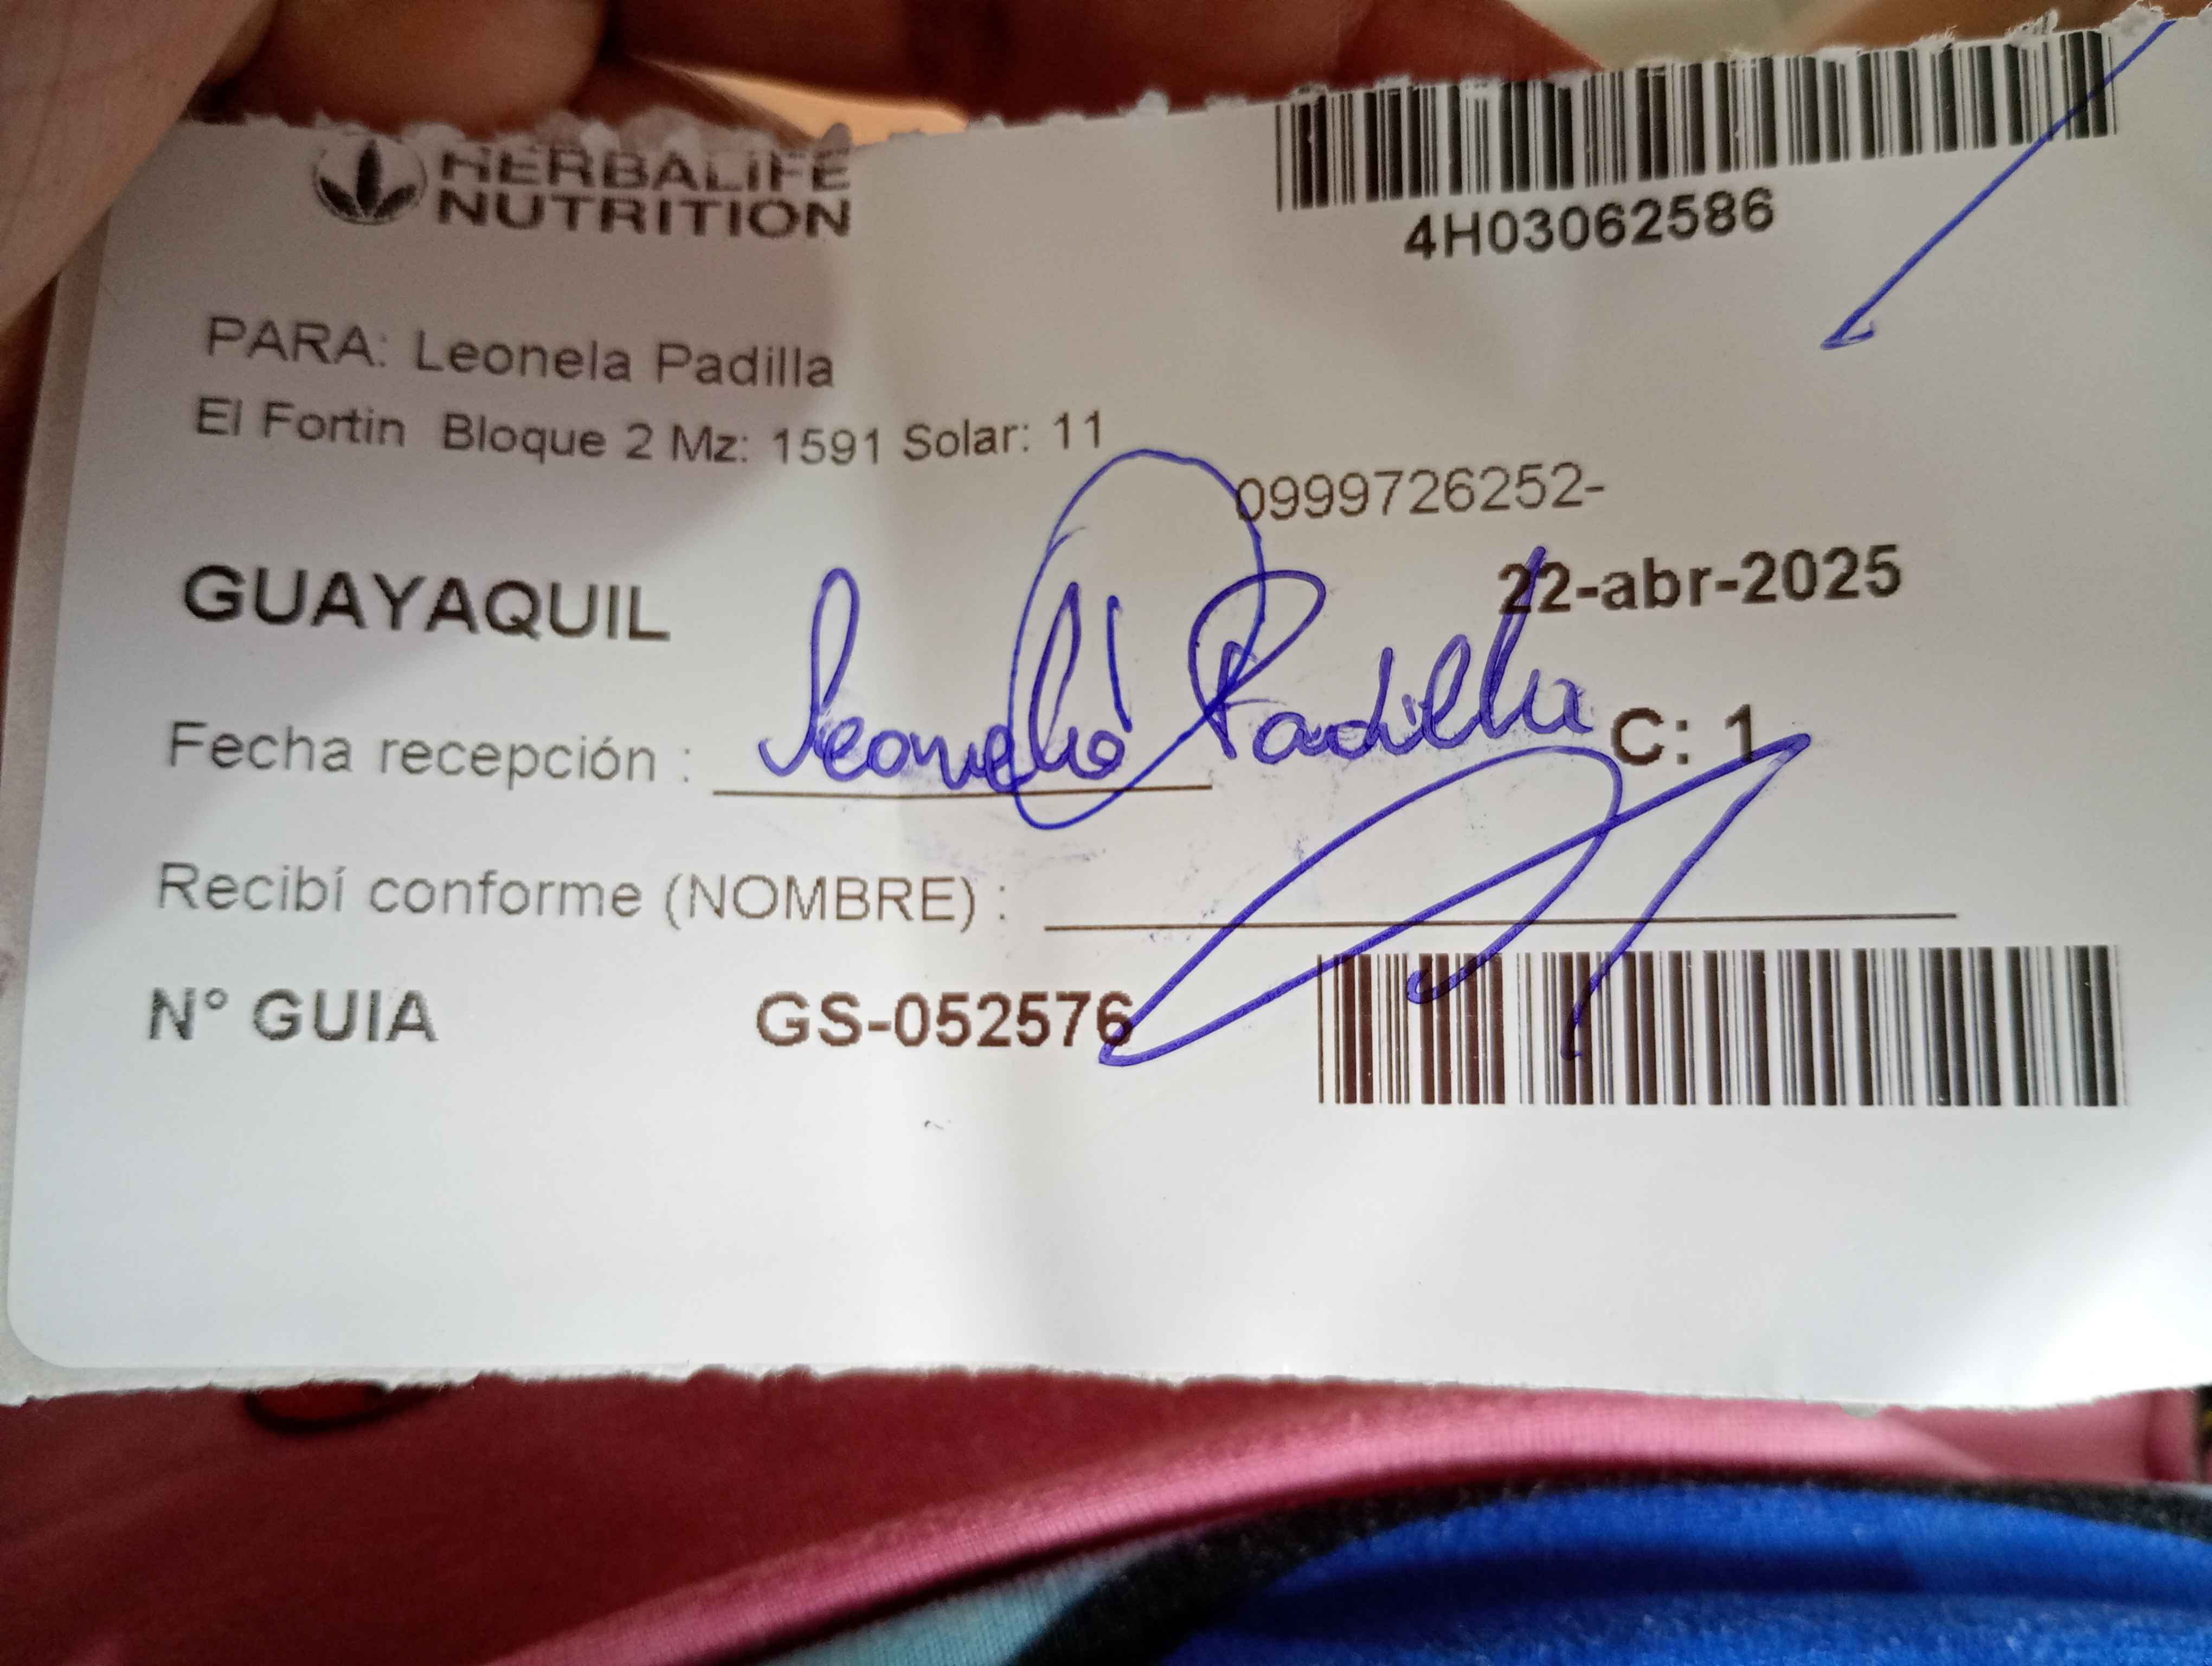 HERBALIFE
NUTRITION
4H03062586
PARA: Leonela Padilla
El Fortin Bloque 2 Mz: 1591 Solar: 11
0999726252-
GUAYAQUIL
22-abr-2025
Fecha recepción : Leonela Padilla C: 1
Recibí conforme (NOMBRE) :
N° GUIA GS-052576